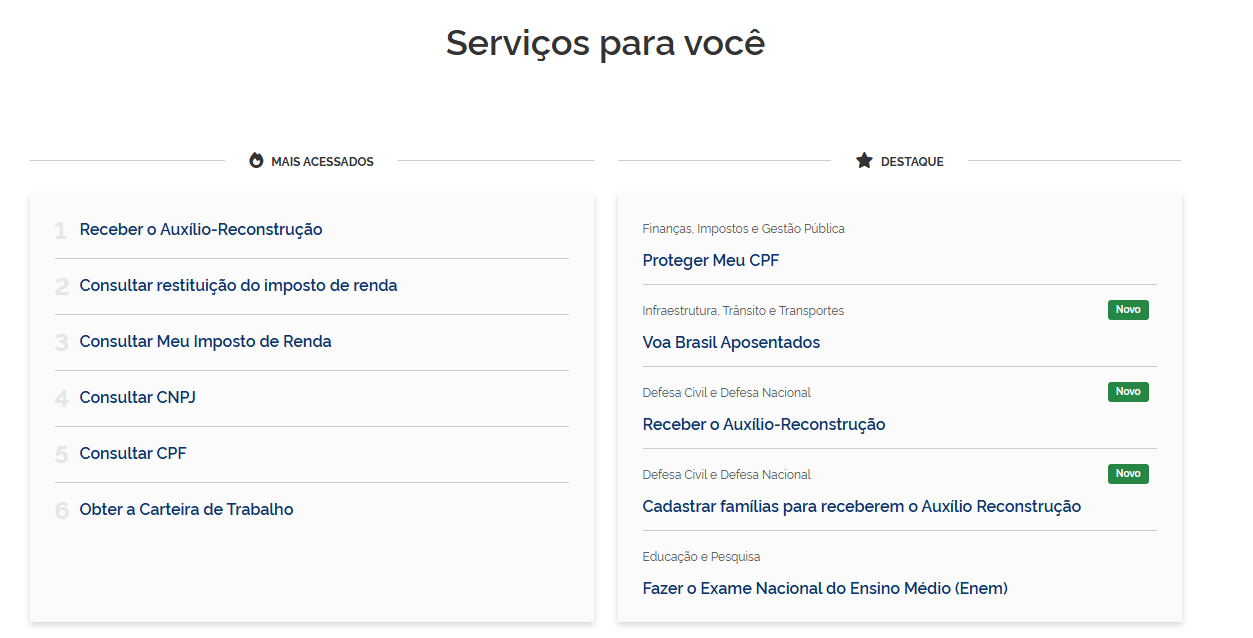 Serviços para você
MAIS ACESSADOS
1 Receber o Auxílio-Reconstrução
2 Consultar restituição do imposto de renda
3 Consultar Meu Imposto de Renda
4 Consultar CNPJ
5 Consultar CPF
6 Obter a Carteira de Trabalho
DESTAQUE
Finanças, Impostos e Gestão Pública
Proteger Meu CPF
Infraestrutura, Trânsito e Transportes Novo
Voa Brasil Aposentados
Defesa Civil e Defesa Nacional Novo
Receber o Auxílio-Reconstrução
Defesa Civil e Defesa Nacional Novo
Cadastrar famílias para receberem o Auxílio Reconstrução
Educação e Pesquisa
Fazer o Exame Nacional do Ensino Médio (Enem)